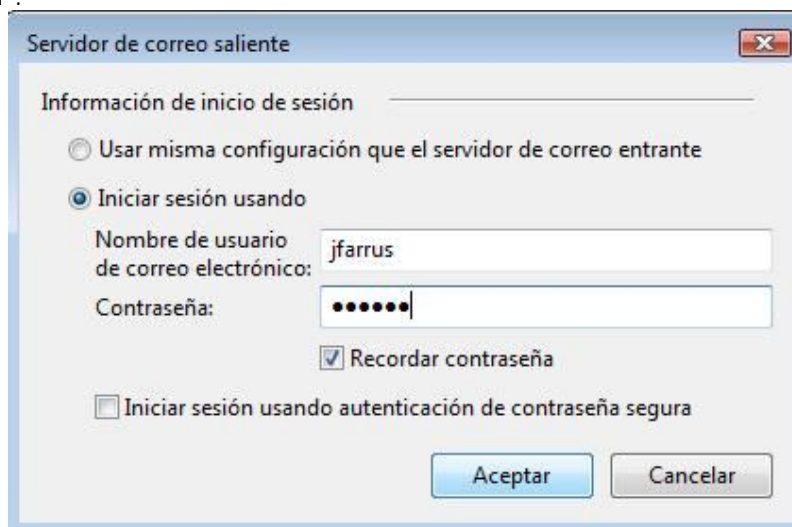 Servidor de correo saliente
Información de inicio de sesión
Usar misma configuración que el servidor de correo entrante
Iniciar sesión usando
Nombre de usuario
de correo electrónico:
jfarrus
Contraseña:
••••••
Recordar contraseña
Iniciar sesión usando autenticación de contraseña segura
Aceptar
Cancelar